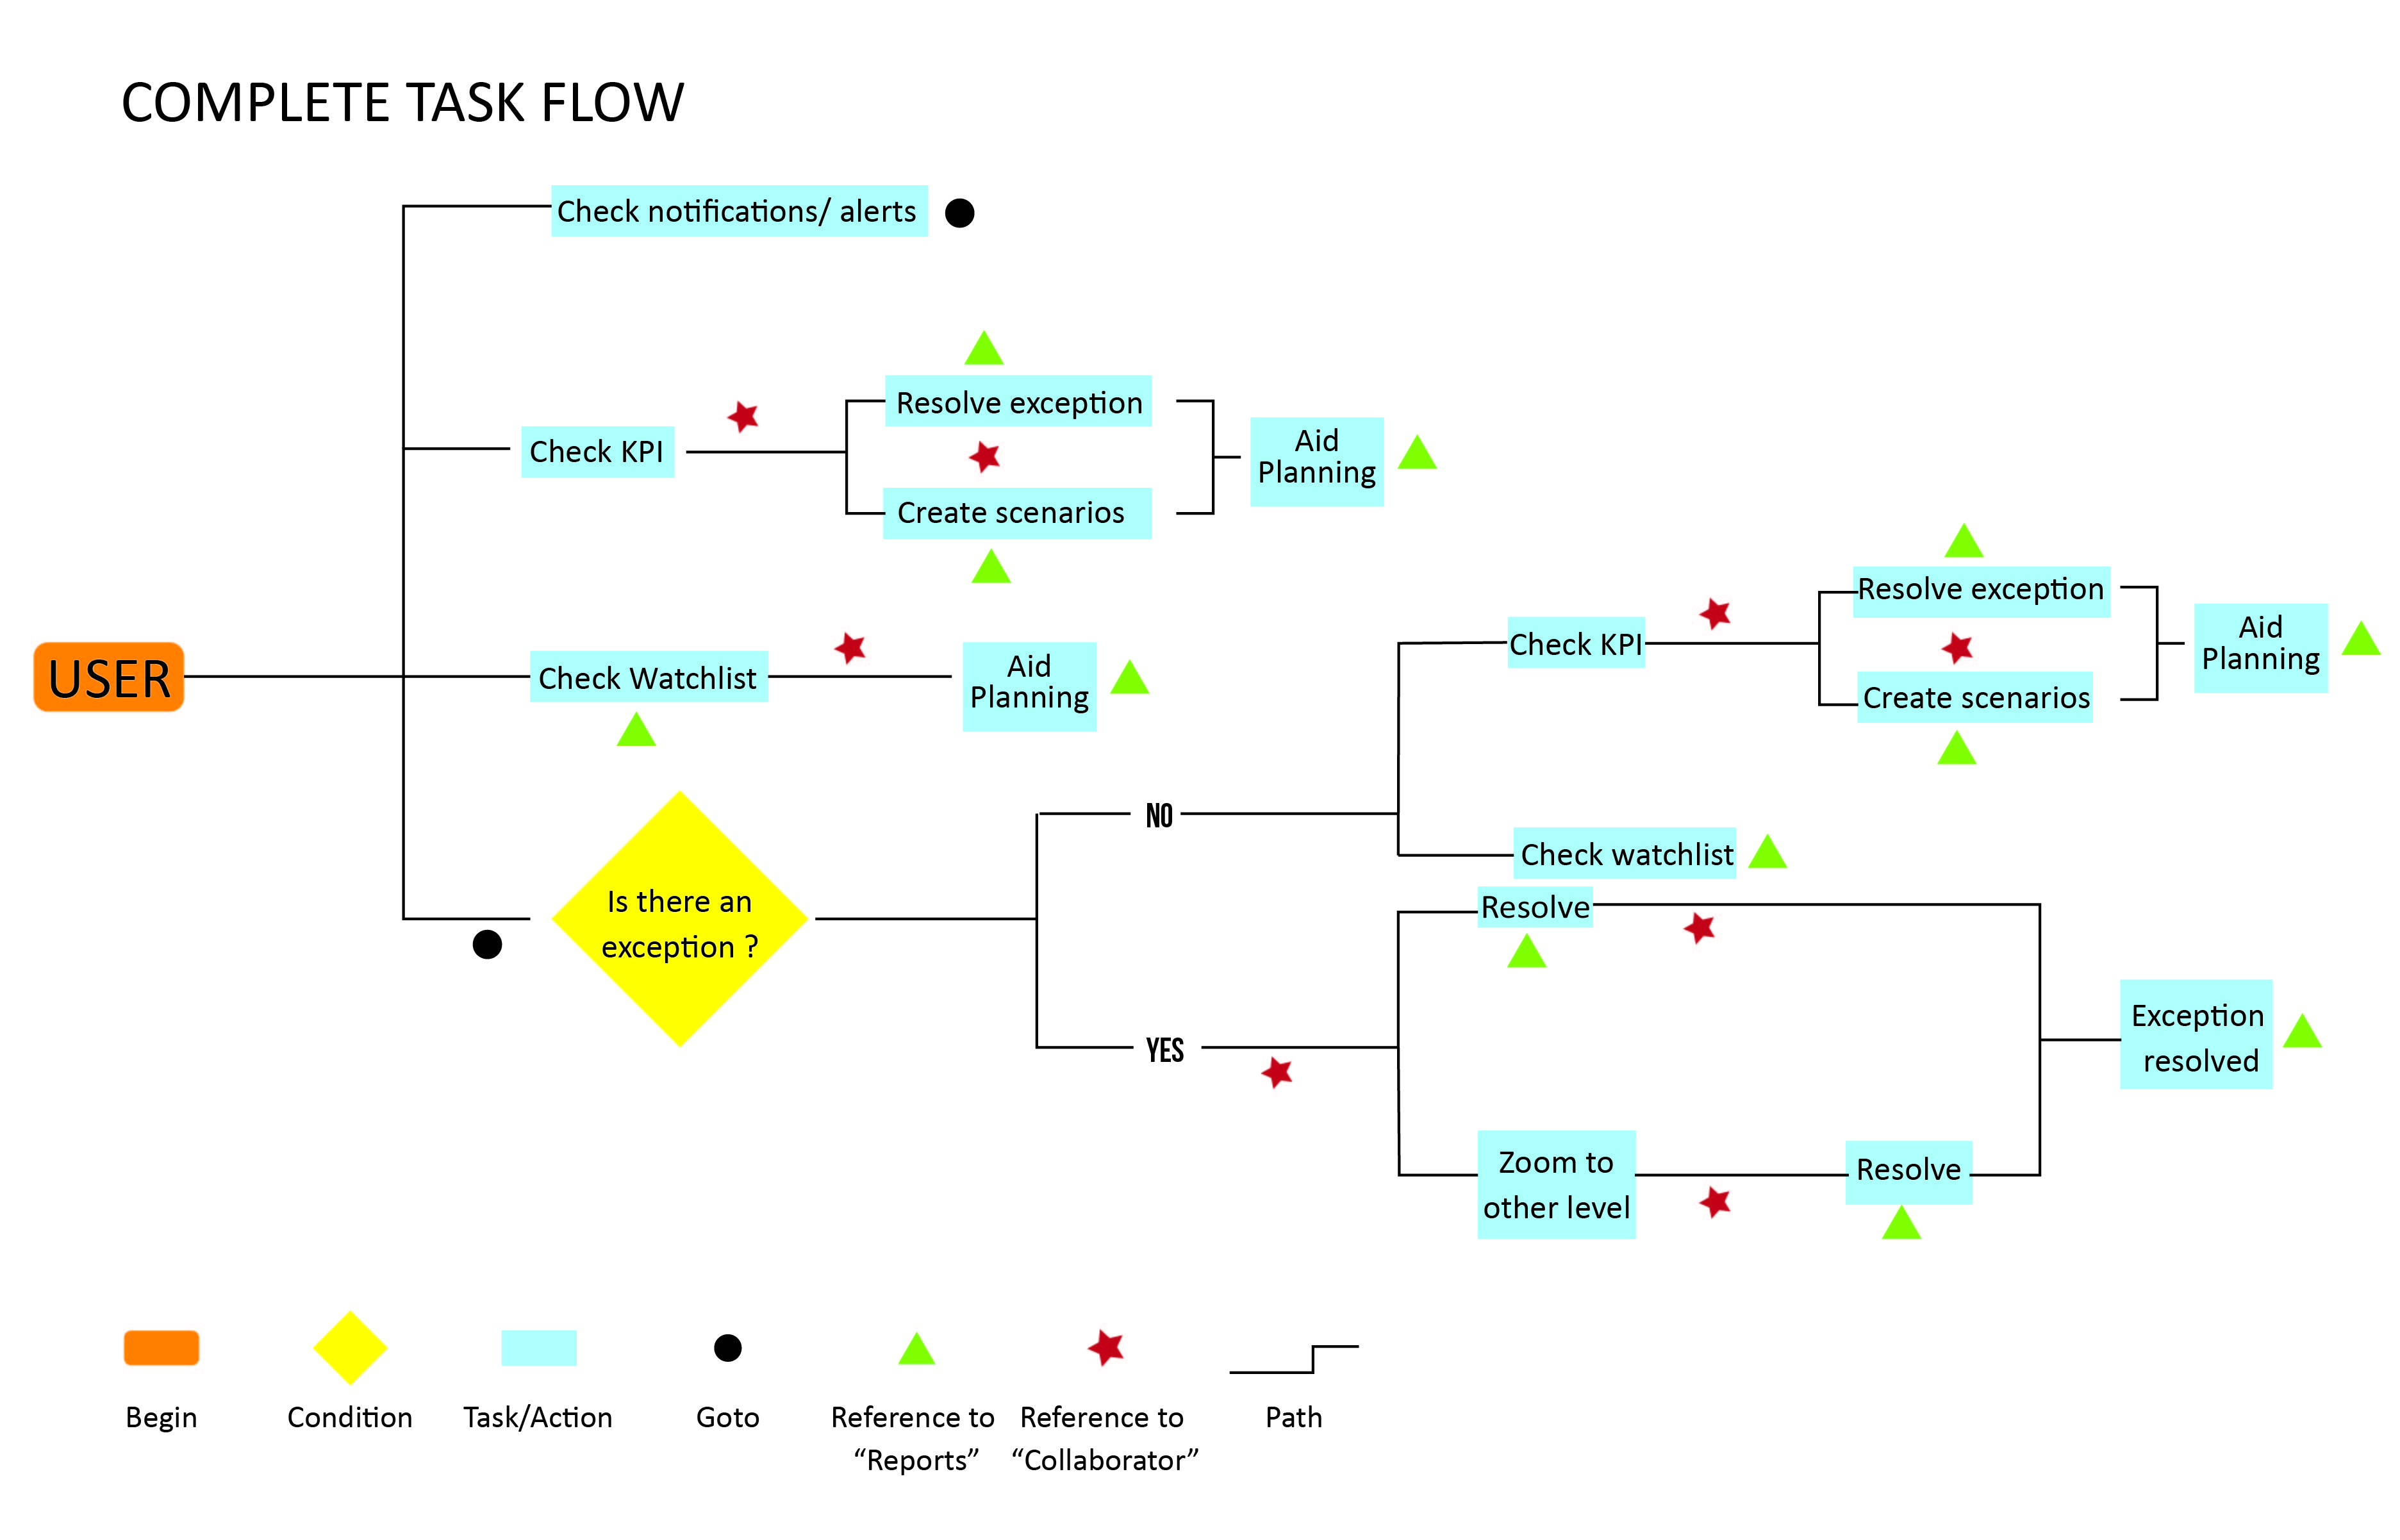 COMPLETE TASK FLOW
Check notifications/ alerts
Resolve exception
Check KPI
Create scenarios
Aid
Planning
USER
Check Watchlist
Aid
Planning
Is there an
exception ?
NO
YES
Check KPI
Resolve exception
Create scenarios
Aid
Planning
Check watchlist
Resolve
Zoom to
other level
Resolve
Exception
resolved
Begin
Condition
Task/Action
Goto
Reference to
“Reports”
Reference to
“Collaborator”
Path